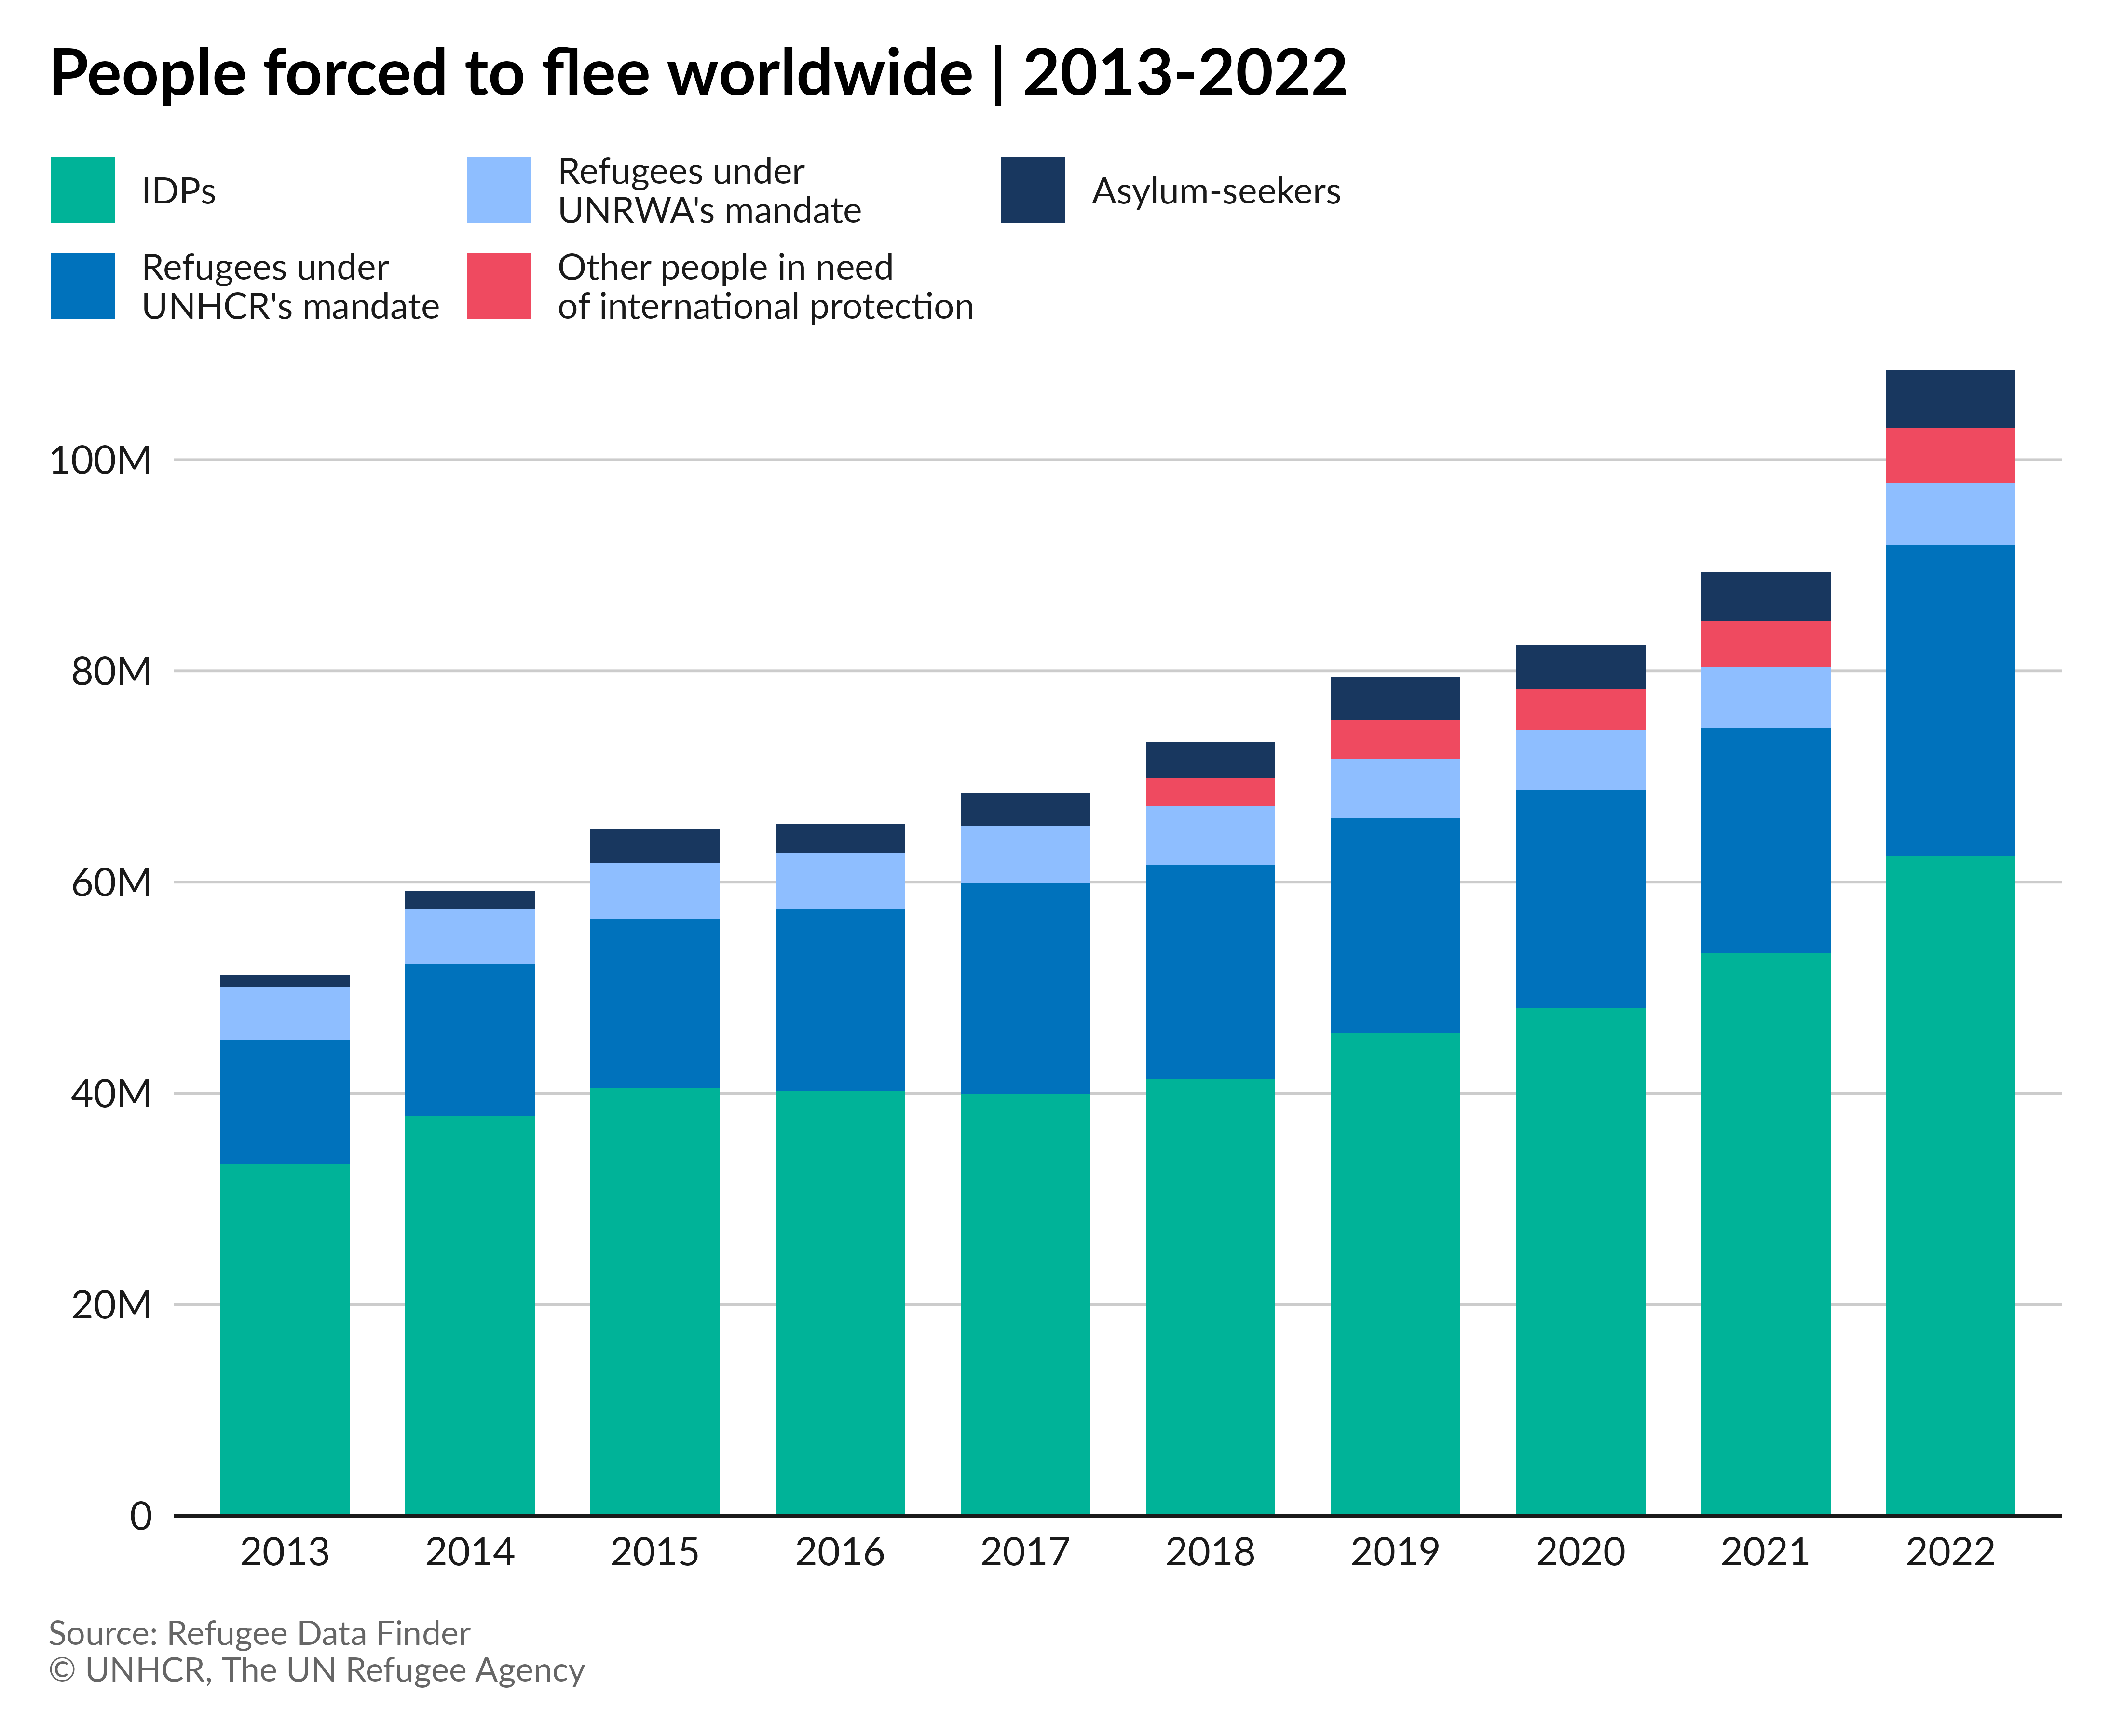 People forced to flee worldwide | 2013-2022
IDPs
Refugees under
UNRWA's mandate
Asylum-seekers
Refugees under
UNHCR's mandate
Other people in need
of international protection
100M
80M
60M
40M
20M
0
2013 2014 2015 2016 2017 2018 2019 2020 2021 2022
Source: Refugee Data Finder
© UNHCR, The UN Refugee Agency